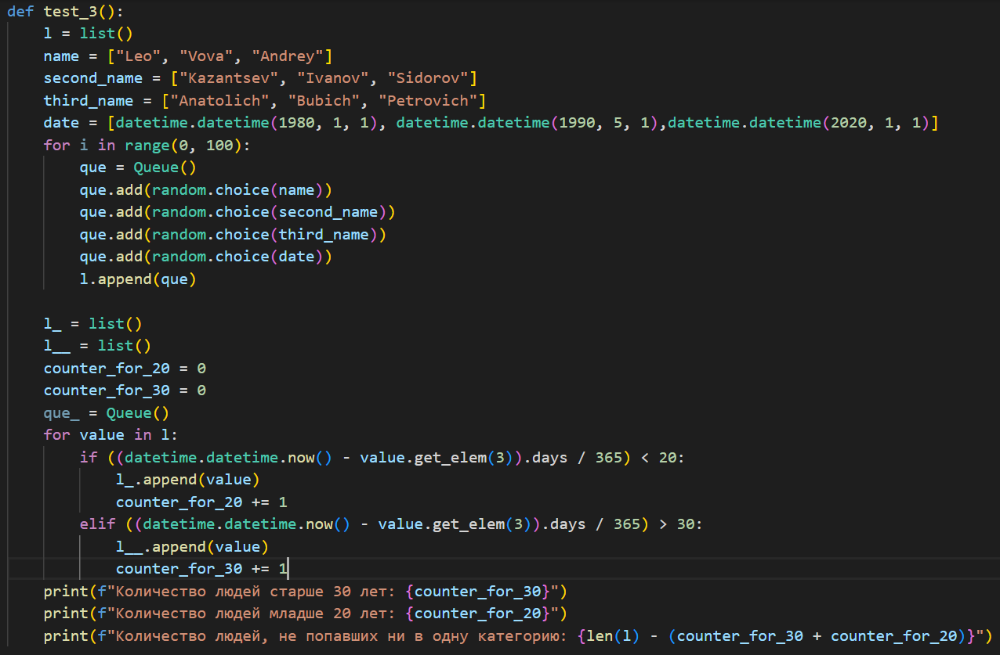 def test_3():
    l = list()
    name = ["Leo", "Vova", "Andrey"]
    second_name = ["Kazantsev", "Ivanov", "Sidorov"]
    third_name = ["Anatolich", "Bubich", "Petrovich"]
    date = [datetime.datetime(1980, 1, 1), datetime.datetime(1990, 5, 1),datetime.datetime(2020, 1, 1)]
    for i in range(0, 100):
        que = Queue()
        que.add(random.choice(name))
        que.add(random.choice(second_name))
        que.add(random.choice(third_name))
        que.add(random.choice(date))
        l.append(que)

    l_ = list()
    l__ = list()
    counter_for_20 = 0
    counter_for_30 = 0
    que_ = Queue()
    for value in l:
        if ((datetime.datetime.now() - value.get_elem(3)).days / 365) < 20:
            l_.append(value)
            counter_for_20 += 1
        elif ((datetime.datetime.now() - value.get_elem(3)).days / 365) > 30:
            l__.append(value)
            counter_for_30 += 1
    print(f"Количество людей старше 30 лет: {counter_for_30}")
    print(f"Количество людей младше 20 лет: {counter_for_20}")
    print(f"Количество людей, не попавших ни в одну категорию: {len(l) - (counter_for_30 + counter_for_20)}")